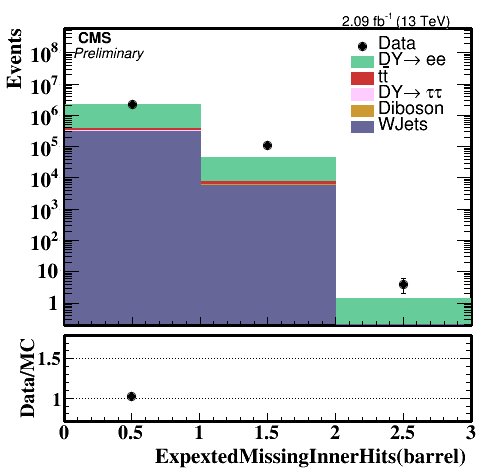 2.09 fb⁻¹ (13 TeV)
CMS
Preliminary
Events
10⁸
10⁷
10⁶
10⁵
10⁴
10³
10²
10
1
Data
DY→ ee
tt̄
DY→ ττ
Diboson
WJets
Data/MC
1.5
1
0 0.5 1 1.5 2 2.5 3
ExpextedMissingInnerHits(barrel)